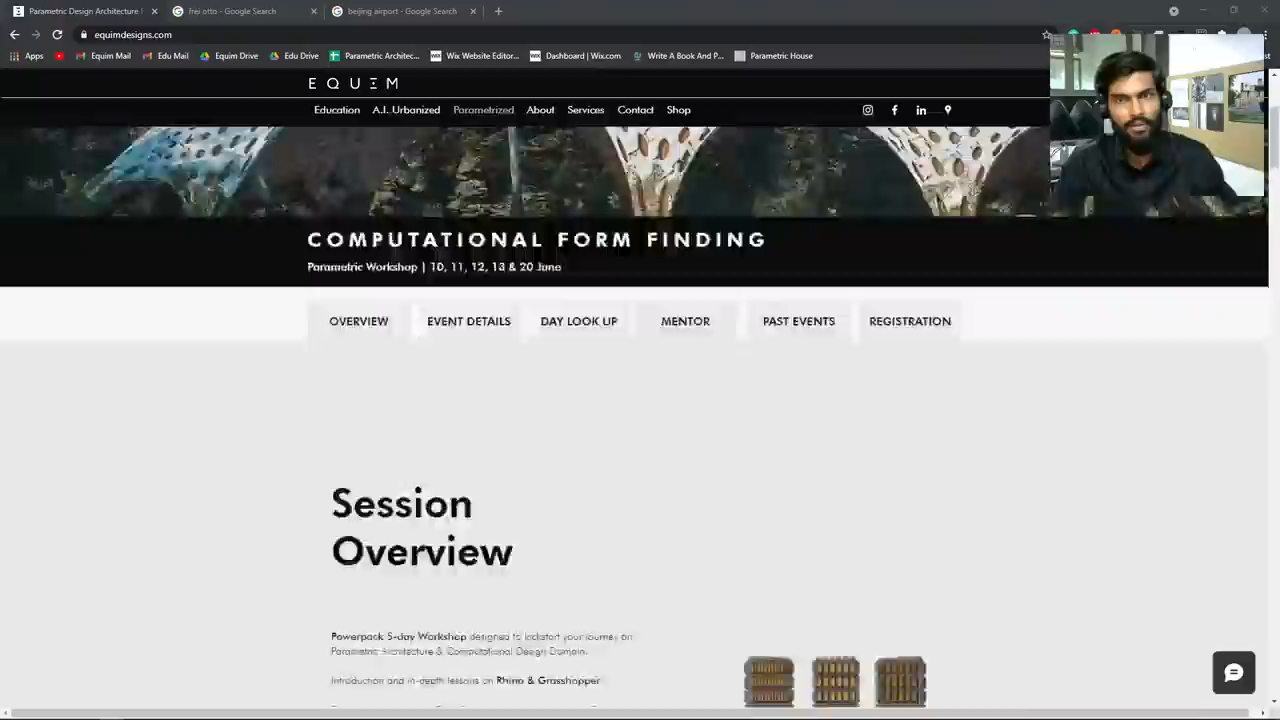 Parametric Design Architecture
frei otto - Google Search
beijing airport - Google Search
equimdesigns.com
Apps
Equim Mail
Edu Mail
Equim Drive
Edu Drive
Parametric Architec...
Wix Website Editor...
Dashboard | Wix.com
Write A Book And P...
Parametric House
EQUΞM
Education
A.I. Urbanized
Parametrized
About
Services
Contact
Shop
COMPUTATIONAL FORM FINDING
Parametric Workshop | 10, 11, 12, 13 & 20 June
OVERVIEW
EVENT DETAILS
DAY LOOK UP
MENTOR
PAST EVENTS
REGISTRATION
Session
Overview
Powerpack 5-day Workshop designed to kickstart your journey on
Parametric Architecture & Computational Design Domain.
Introduction and in-depth lessons on Rhino & Grasshopper